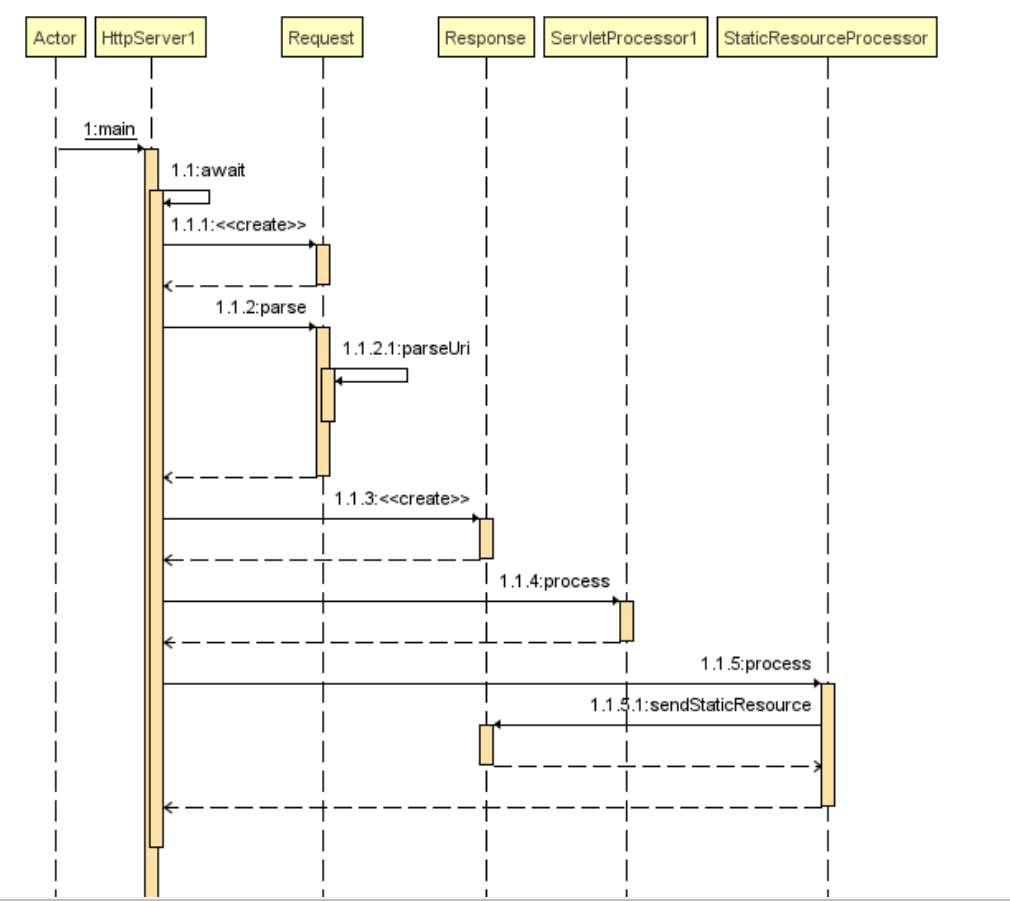 Actor HttpServer1 Request Response ServletProcessor1 StaticResourceProcessor
1:main
1.1:await
1.1.1:<<create>>
1.1.2:parse
1.1.2.1:parseUri
1.1.3:<<create>>
1.1.4:process
1.1.5:process
1.1.5.1:sendStaticResource